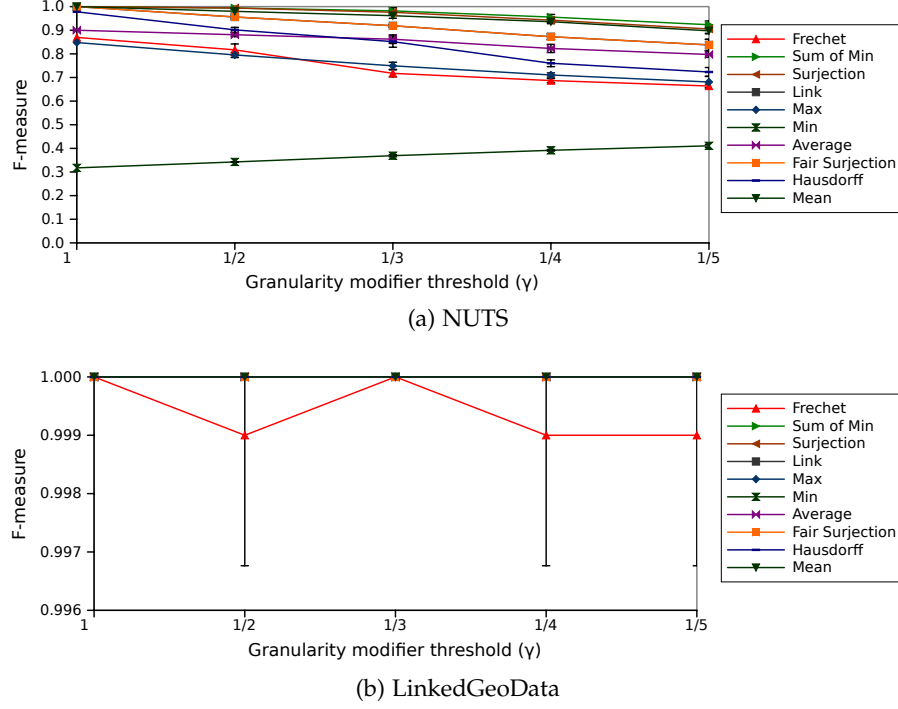 1.0
0.9
0.8
0.7
0.6
0.5
0.4
0.3
0.2
0.1
0.0
F-measure
1 1/2 1/3 1/4 1/5
Granularity modifier threshold (γ)
Frechet
Sum of Min
Surjection
Link
Max
Min
Average
Fair Surjection
Hausdorff
Mean
(a) NUTS
1.000
0.999
0.998
0.997
0.996
F-measure
1 1/2 1/3 1/4 1/5
Granularity modifier threshold (γ)
Frechet
Sum of Min
Surjection
Link
Max
Min
Average
Fair Surjection
Hausdorff
Mean
(b) LinkedGeoData